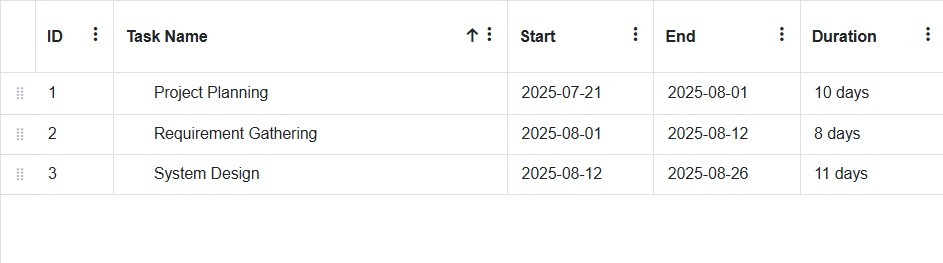 ID Task Name Start End Duration
1 Project Planning 2025-07-21 2025-08-01 10 days
2 Requirement Gathering 2025-08-01 2025-08-12 8 days
3 System Design 2025-08-12 2025-08-26 11 days